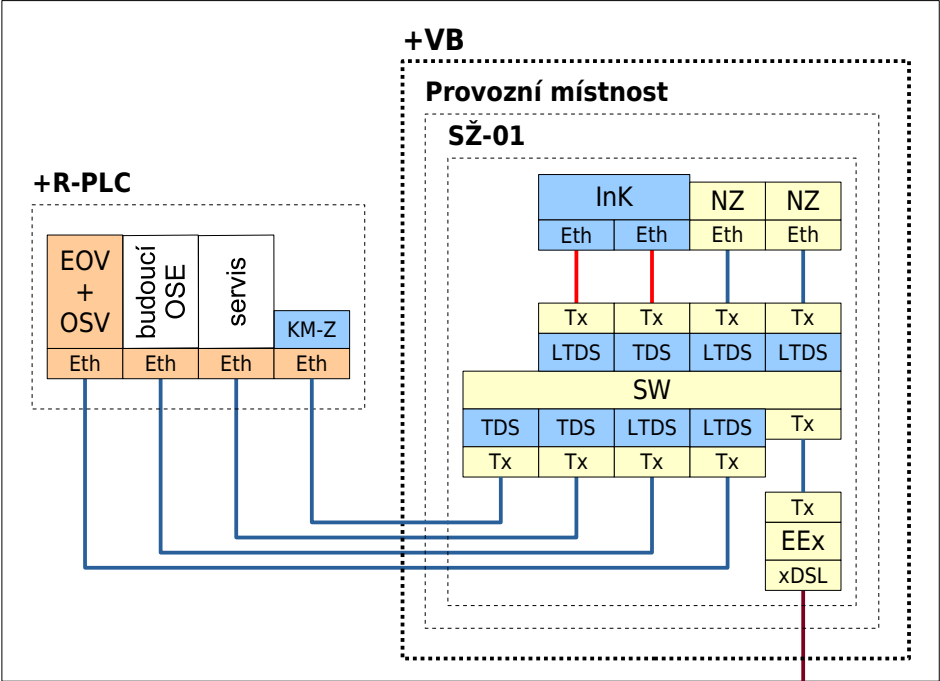 +VB
Provozní místnost
SŽ-01
+R-PLC
InK
NZ
NZ
Eth
Eth
Eth
Eth
EOV
+
OSV
budoucí
OSE
servis
KM-Z
Eth
Eth
Eth
Eth
Tx
Tx
Tx
Tx
LTDS
TDS
LTDS
LTDS
SW
TDS
TDS
LTDS
LTDS
Tx
Tx
Tx
Tx
Tx
Tx
EEx
xDSL